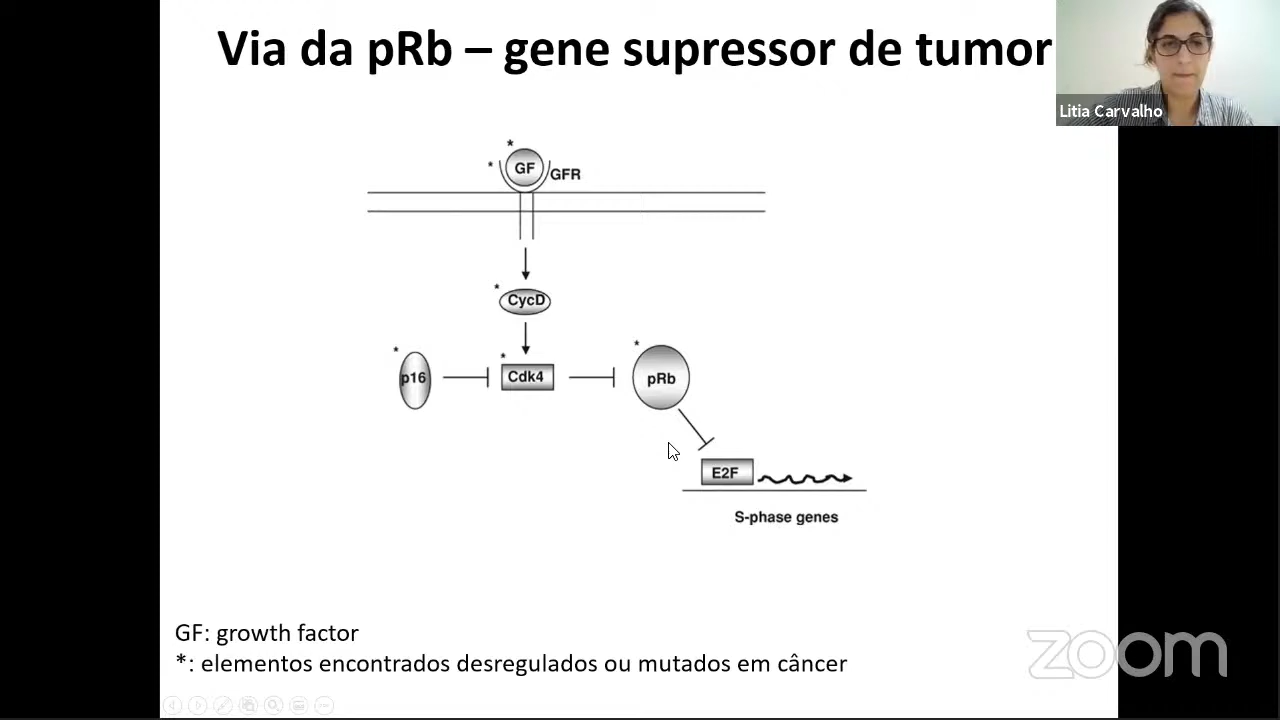 Via da pRb – gene supressor de tumor
Litia Carvalho
*
* GF GFR
* CycD
* p16
* Cdk4
* pRb
E2F
S-phase genes
GF: growth factor
*: elementos encontrados desregulados ou mutados em câncer
zoom